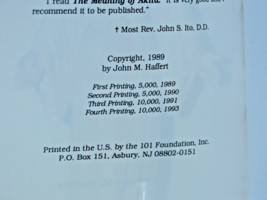 "I read The Meaning of Akita. It is very good and I
recommend it to be published."
† Most Rev. John S. Ito, D.D.
Copyright, 1989
by John M. Haffert
First Printing, 5,000, 1989
Second Printing, 5,000, 1990
Third Printing, 10,000, 1991
Fourth Printing, 10,000, 1993
Printed in the U.S. by the 101 Foundation, Inc.
P.O. Box 151, Asbury, NJ 08802-0151